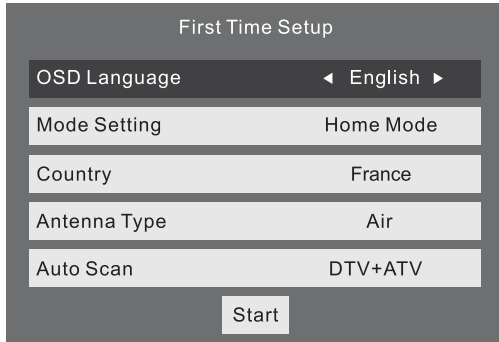 First Time Setup
OSD Language ◀ English ▶
Mode Setting Home Mode
Country France
Antenna Type Air
Auto Scan DTV+ATV
Start